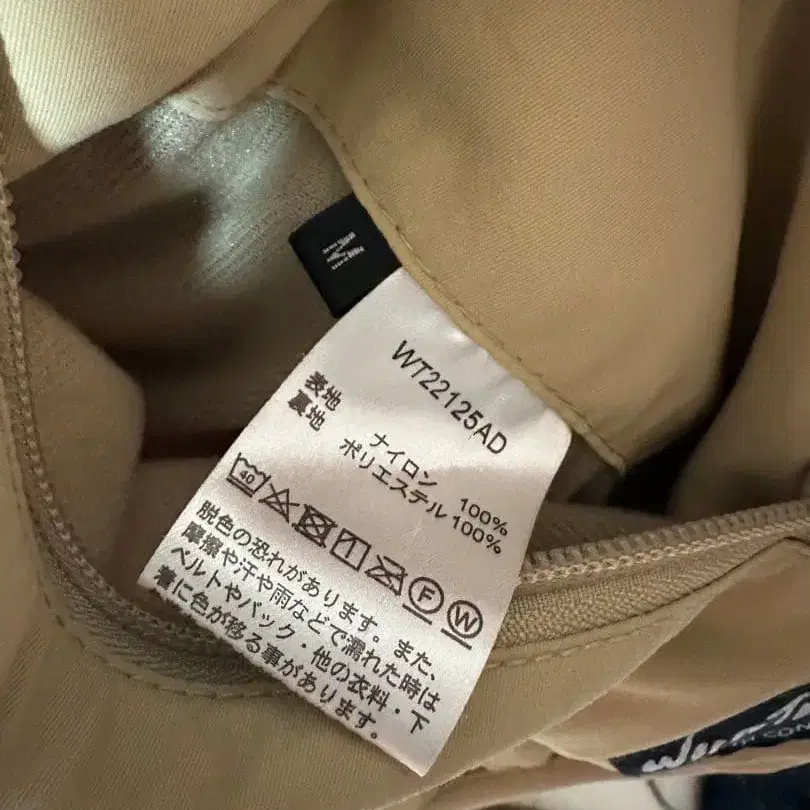 WT22125AD
表地 ナイロン 100%
裏地 ポリエステル 100%
40
F W
脱色の恐れがあります。また、
摩擦や汗や雨などで濡れた時は
ベルトやバック・他の衣料・下
着に色が移る事があります。